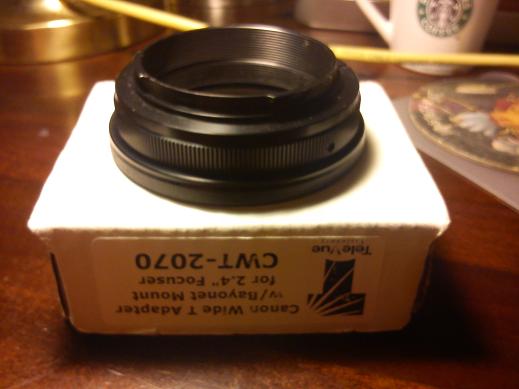 Tele Vue
Canon Wide T Adapter
w/Bayonet Mount
for 2.4" Focuser
CWT-2070